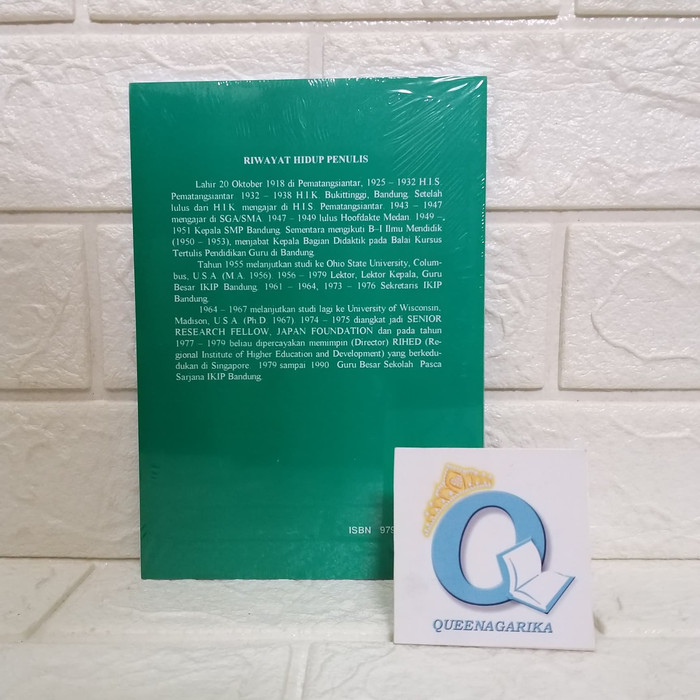 RIWAYAT HIDUP PENULIS
Lahir 20 Oktober 1918 di Pematangsiantar, 1925 – 1932 H.I.S.
Pematangsiantar. 1932 – 1938 H.I.K. Bukittinggi, Bandung. Setelah
lulus dari H.I.K. mengajar di H.I.S. Pematangsiantar. 1943 – 1947
mengajar di SGA/SMA. 1947 – 1949 lulus Hoofdakte Medan. 1949 –
1951 Kepala SMP Bandung. Sementara mengikuti B–I Ilmu Mendidik
(1950 – 1953), menjabat Kepala Bagian Didaktik pada Balai Kursus
Tertulis Pendidikan Guru di Bandung.
Tahun 1955 melanjutkan studi ke Ohio State University, Colum-
bus, U.S.A. (M.A. 1956). 1956 – 1979 Lektor, Lektor Kepala, Guru
Besar IKIP Bandung. 1961 – 1964, 1973 – 1976 Sekretaris IKIP
Bandung.
1964 – 1967 melanjutkan studi lagi ke University of Wisconsin,
Madison, U.S.A. (Ph.D. 1967). 1974 – 1975 diangkat jadi SENIOR
RESEARCH FELLOW, JAPAN FOUNDATION dan pada tahun
1977 – 1979 beliau dipercayakan memimpin (Director) RIHED (Re-
gional Institute of Higher Education and Development) yang berkedu-
dukan di Singapore. 1979 sampai 1990 Guru Besar Sekolah Pasca
Sarjana IKIP Bandung.
ISBN 979
QUEENAGARIKA